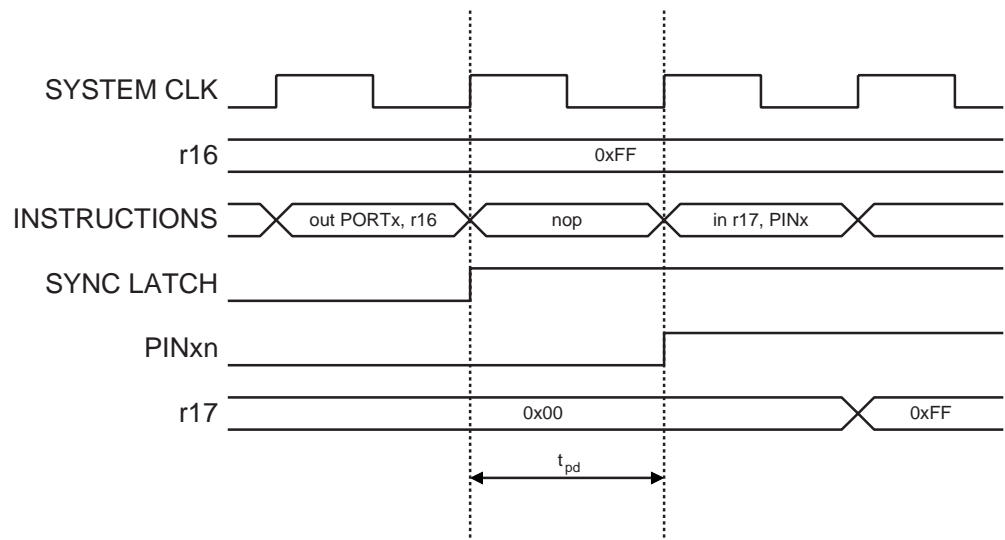 SYSTEM CLK
r16
0xFF
INSTRUCTIONS
out PORTx, r16
nop
in r17, PINx
SYNC LATCH
PINxn
r17
0x00
0xFF
tpd